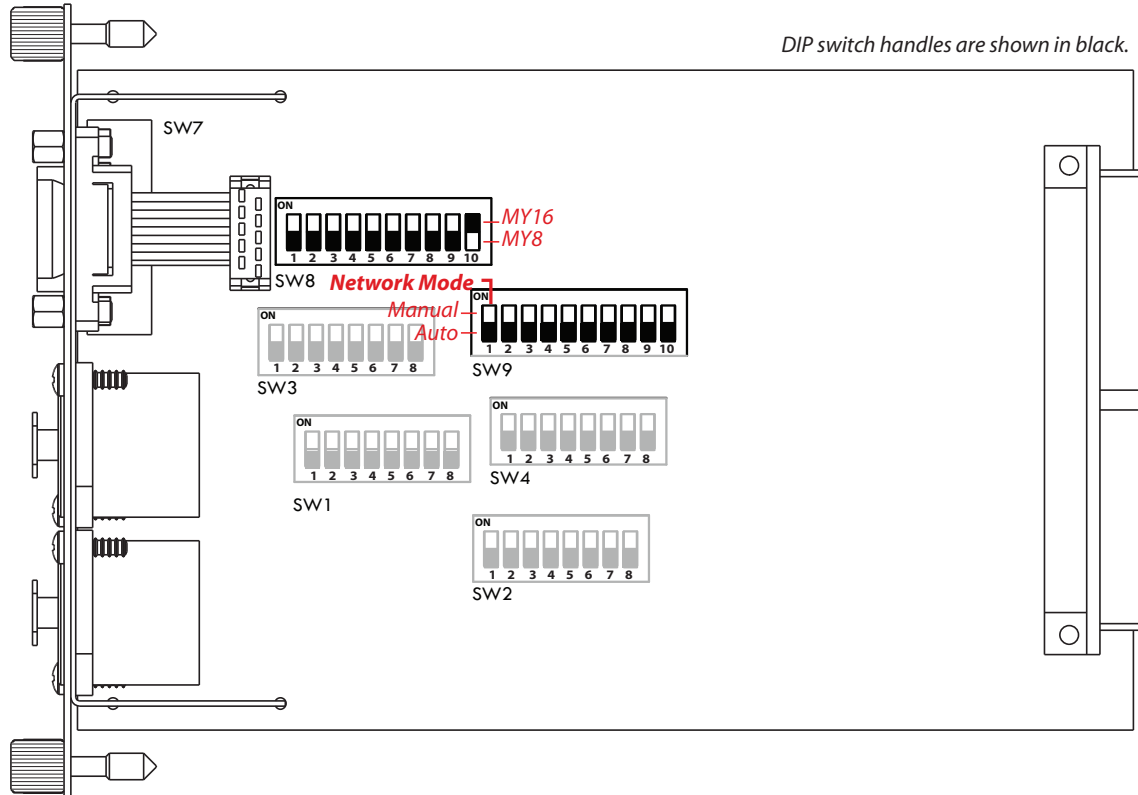 DIP switch handles are shown in black.
SW7
ON
1 2 3 4 5 6 7 8 9 10
MY16
MY8
SW8
Network Mode
ON
Manual
Auto
1 2 3 4 5 6 7 8 9 10
SW9
ON
1 2 3 4 5 6 7 8
SW3
ON
1 2 3 4 5 6 7 8
SW1
ON
1 2 3 4 5 6 7 8
SW4
ON
1 2 3 4 5 6 7 8
SW2